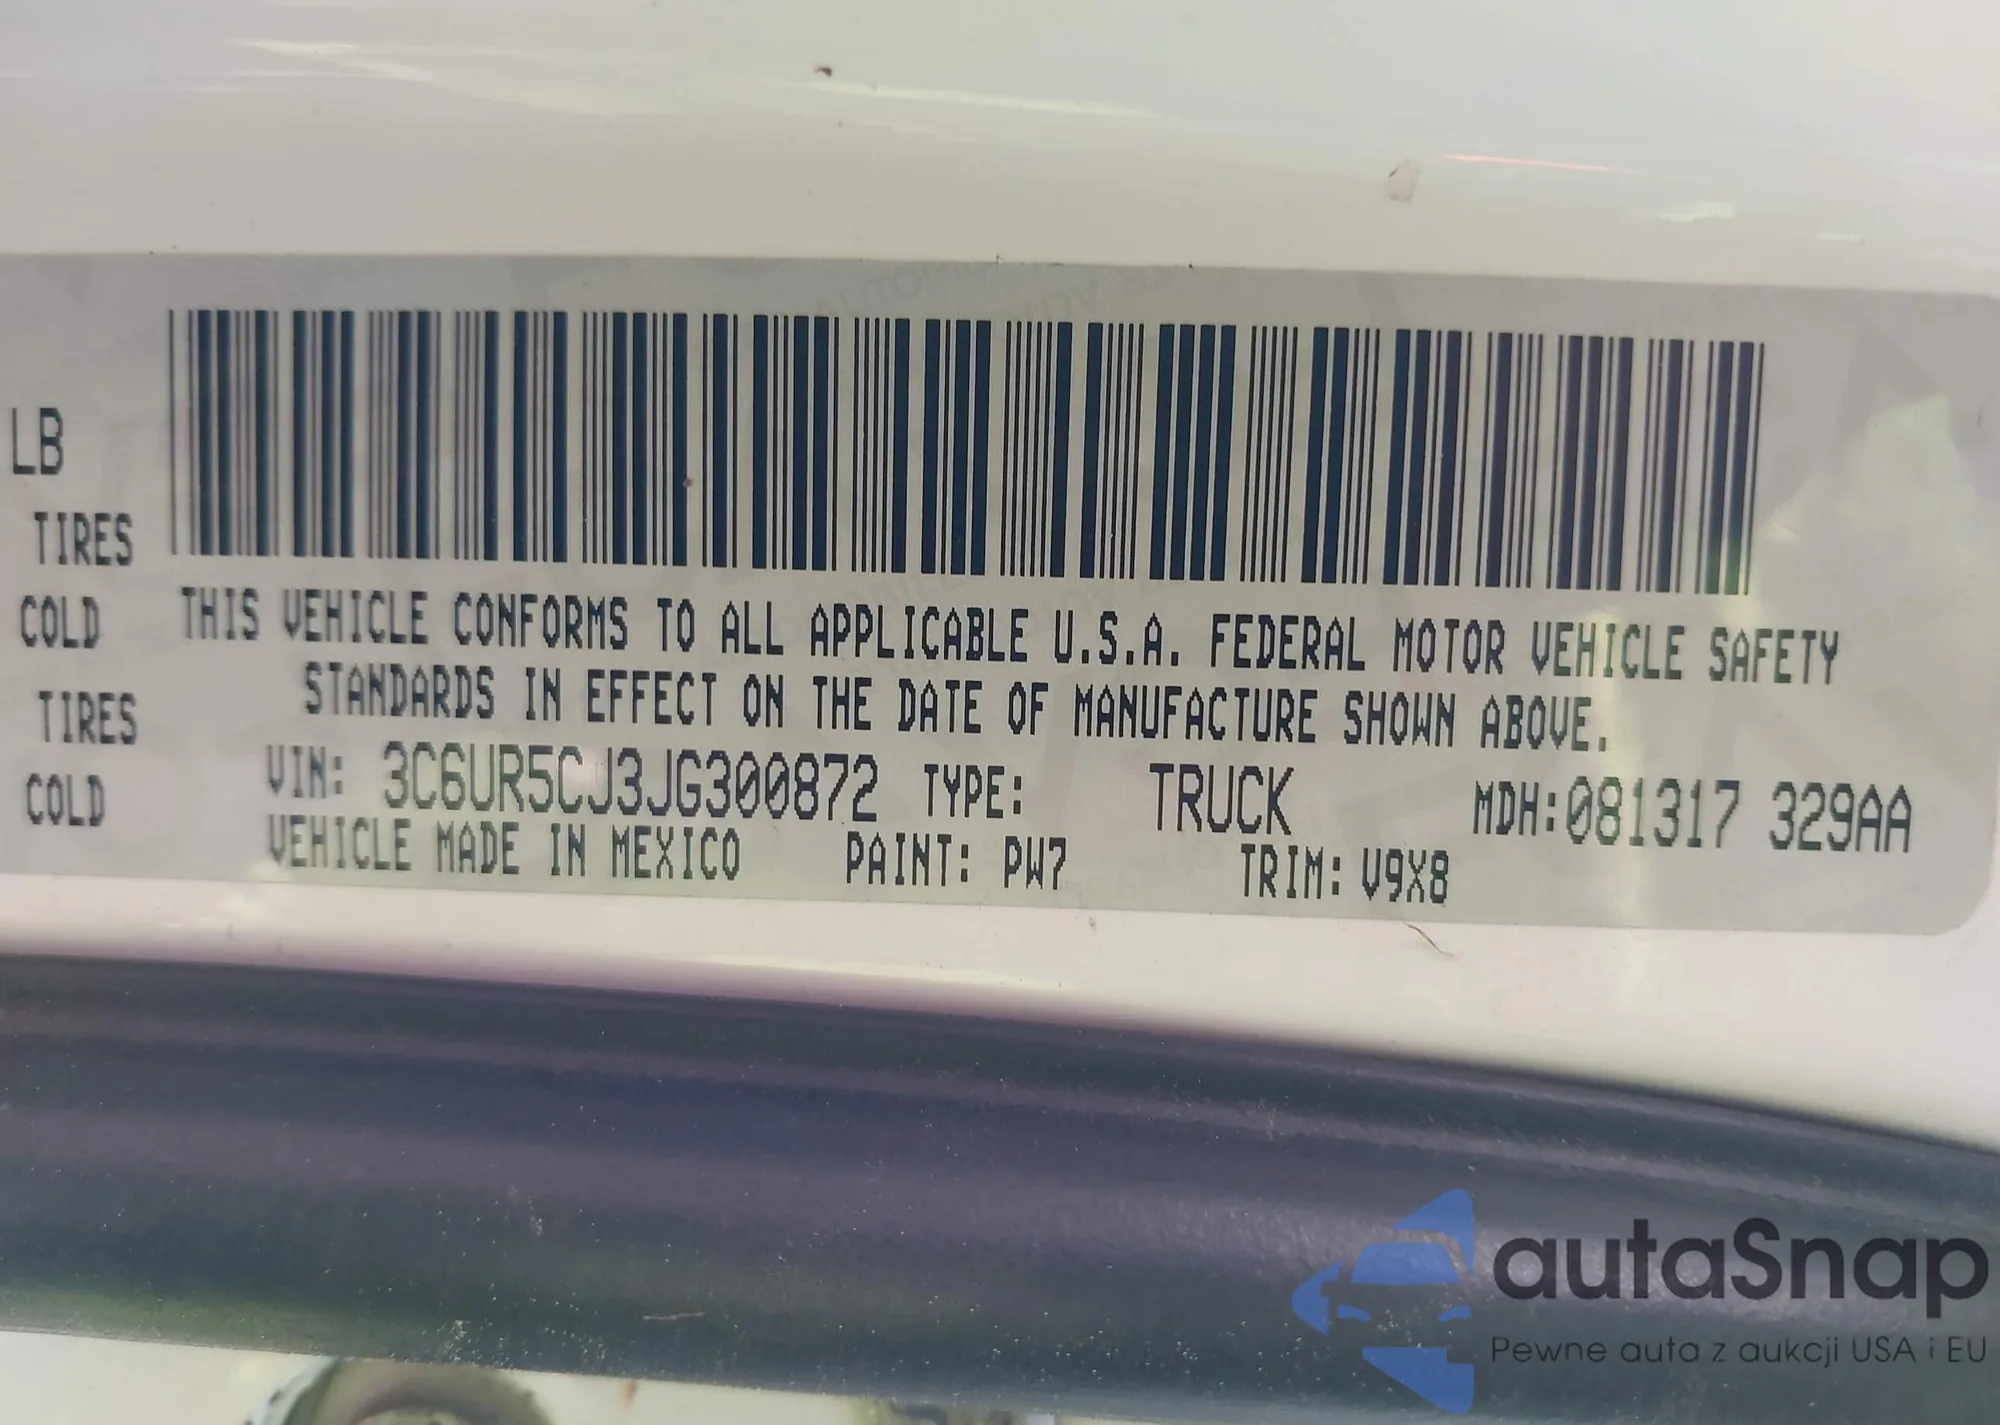 LB
TIRES
COLD
TIRES
COLD
THIS VEHICLE CONFORMS TO ALL APPLICABLE U.S.A. FEDERAL MOTOR VEHICLE SAFETY
STANDARDS IN EFFECT ON THE DATE OF MANUFACTURE SHOWN ABOVE.
VIN: 3C6UR5CJ3JG300872 TYPE: TRUCK MDH:081317 329AA
VEHICLE MADE IN MEXICO PAINT: PW7 TRIM: V9X8
autaSnap
Pewne auta z aukcji USA i EU